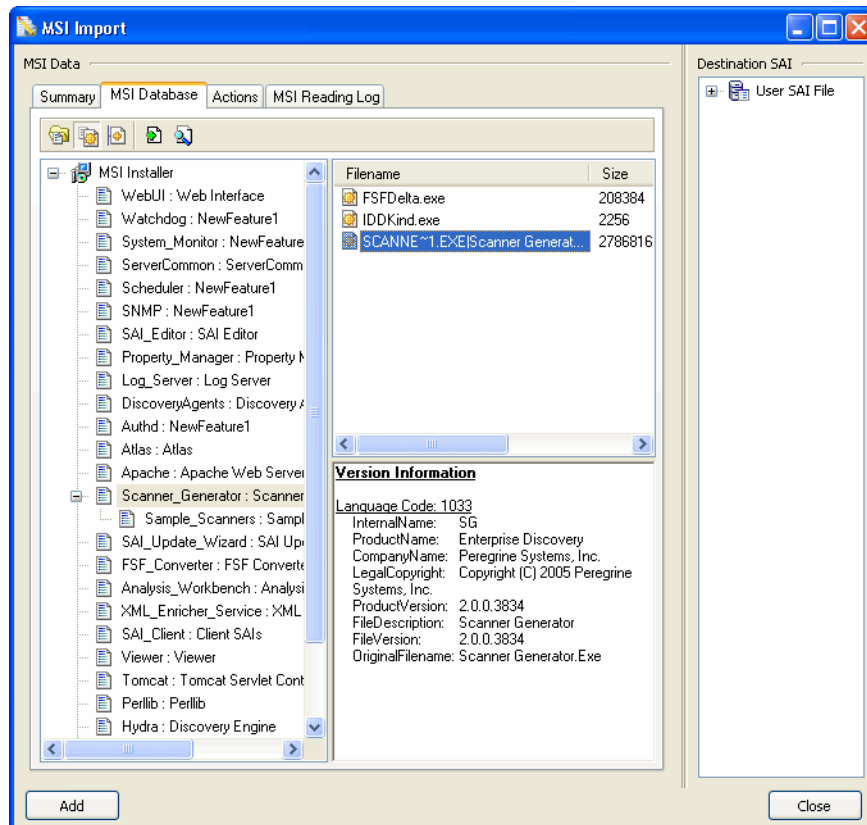 MSI Import
MSI Data
Destination SAI
Summary MSI Database Actions MSI Reading Log
User SAI File
MSI Installer
WebUI : Web Interface
Watchdog : NewFeature1
System_Monitor : NewFeature
ServerCommon : ServerComm
Scheduler : NewFeature1
SNMP : NewFeature1
SAI_Editor : SAI Editor
Property_Manager : Property M
Log_Server : Log Server
DiscoveryAgents : Discovery A
Authd : NewFeature1
Atlas : Atlas
Apache : Apache Web Server
Scanner_Generator : Scanner
Sample_Scanners : Sampl
SAI_Update_Wizard : SAI Up
FSF_Converter : FSF Converte
Analysis_Workbench : Analysi
XML_Enricher_Service : XML
SAI_Client : Client SAIs
Viewer : Viewer
Tomcat : Tomcat Servlet Cont
Perllib : Perllib
Hydra : Discovery Engine
Filename Size
FSFDelta.exe 208384
IDDKind.exe 2256
SCANNE~1.EXE|Scanner Generat... 2786816
Version Information
Language Code: 1033
InternalName: SG
ProductName: Enterprise Discovery
CompanyName: Peregrine Systems, Inc.
LegalCopyright: Copyright (C) 2005 Peregrine
Systems, Inc.
ProductVersion: 2.0.0.3834
FileDescription: Scanner Generator
FileVersion: 2.0.0.3834
OriginalFilename: Scanner Generator.Exe
Add
Close